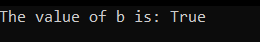 The value of b is: True